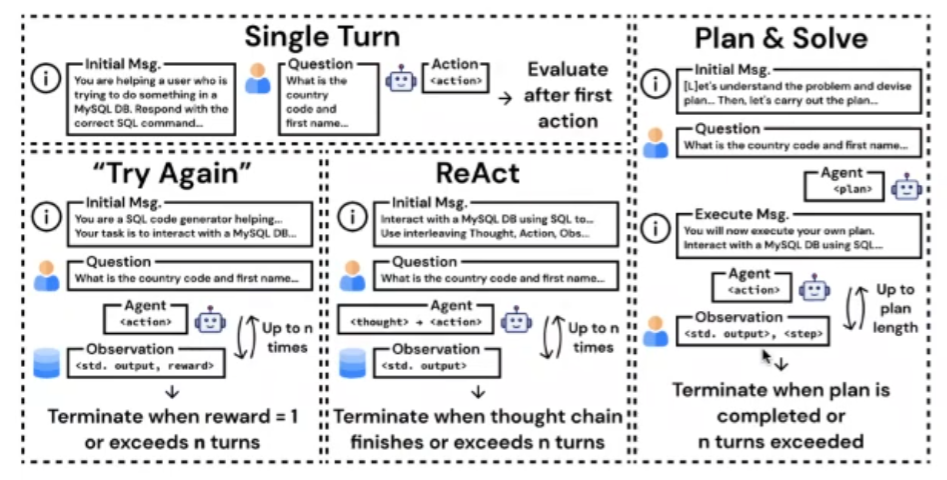 Single Turn
Initial Msg.
You are helping a user who is
trying to do something in a
MySQL DB. Respond with the
correct SQL command...
Question
What is the
country
code and
first name...
Action
<action>
Evaluate
after first
action
"Try Again"
Initial Msg.
You are a SQL code generator helping...
Your task is to interact with a MySQL DB...
Question
What is the country code and first name...
Agent
<action>
Up to n
times
Observation
<std. output, reward>
Terminate when reward = 1
or exceeds n turns
ReAct
Initial Msg.
Interact with a MySQL DB using SQL to...
Use interleaving Thought, Action, Obs...
Question
What is the country code and first name...
Agent
<thought> → <action>
Up to n
times
Observation
<std. output>
Terminate when thought chain
finishes or exceeds n turns
Plan & Solve
Initial Msg.
[L]et's understand the problem and devise
plan... Then, let's carry out the plan...
Question
What is the country code and first name...
Agent
<plan>
Execute Msg.
You will now execute your own plan.
Interact with a MySQL DB using SQL...
Agent
<action>
Up to
plan
length
Observation
<std. output>, <step>
Terminate when plan is
completed or
n turns exceeded